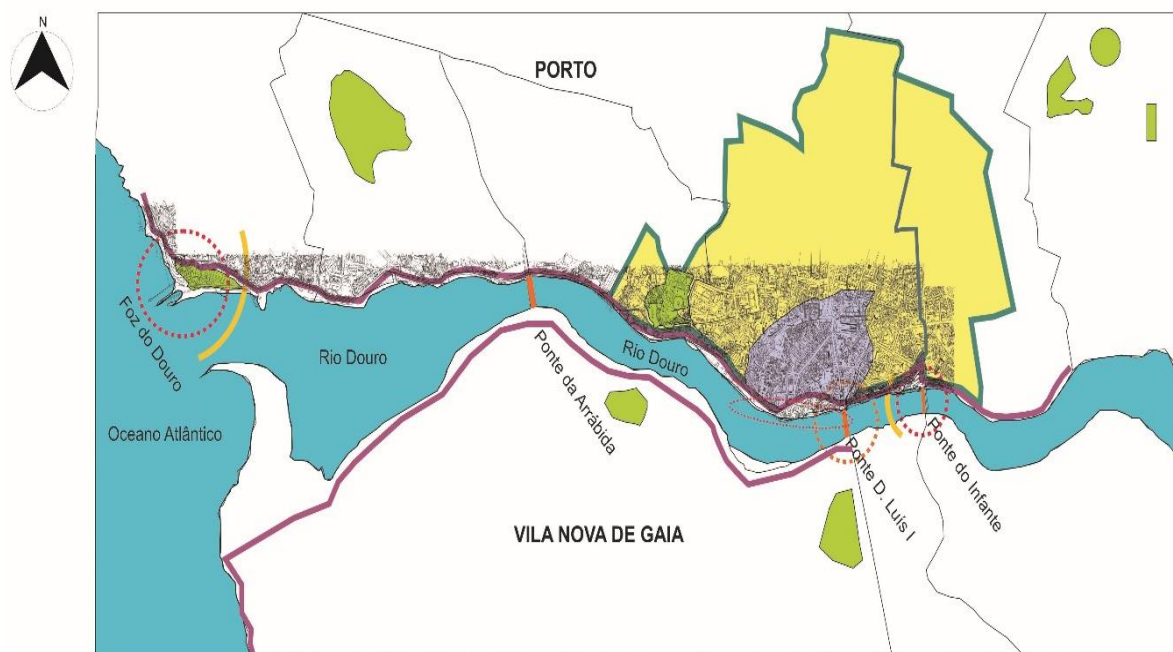 N
PORTO
Foz do Douro
Rio Douro
Ponte da Arrábida
Rio Douro
Oceano Atlântico
Ponte D. Luís I
Ponte do Infante
VILA NOVA DE GAIA